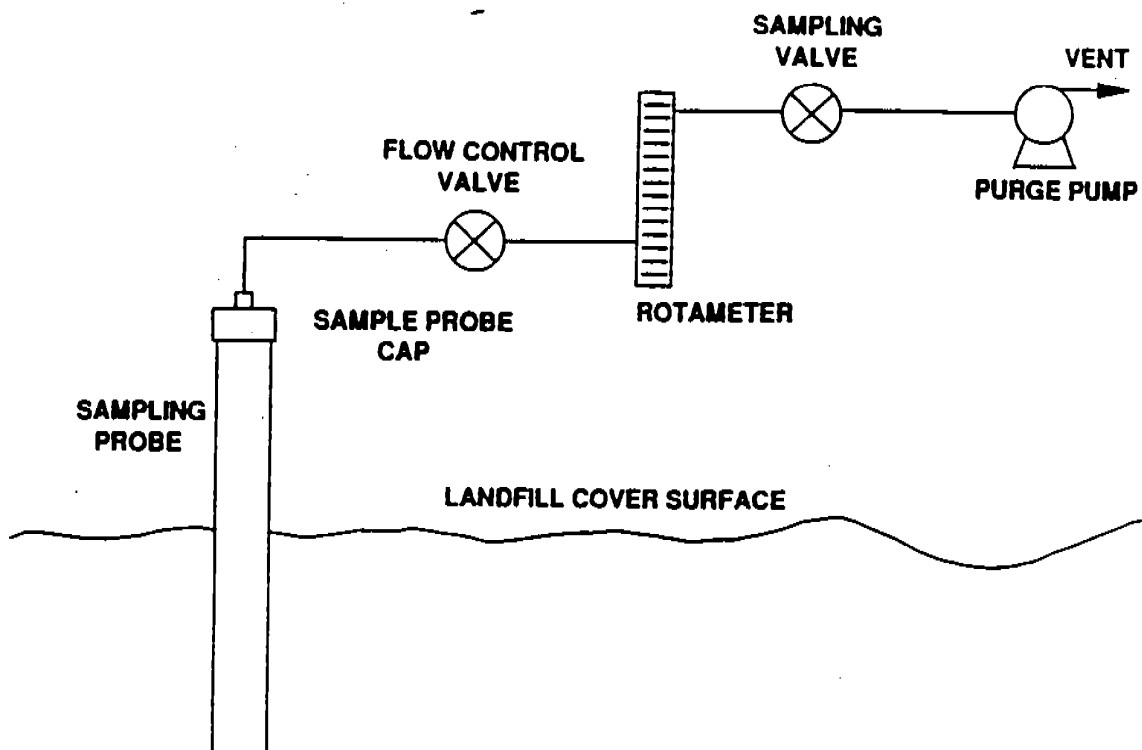 SAMPLING
VALVE
VENT
FLOW CONTROL
VALVE
PURGE PUMP
SAMPLE PROBE
CAP
ROTAMETER
SAMPLING
PROBE
LANDFILL COVER SURFACE